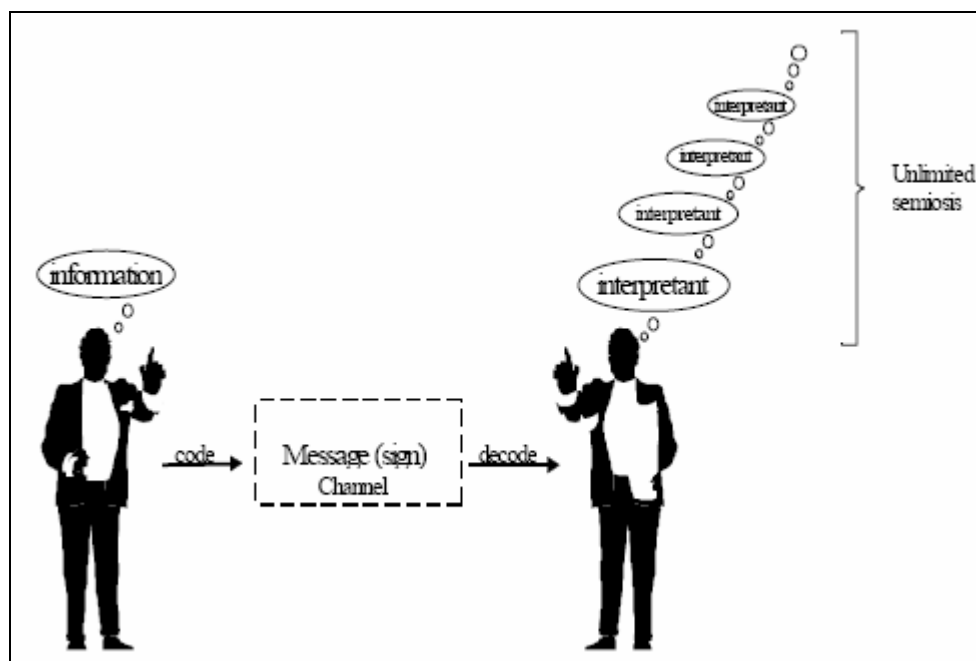 interpretant
interpretant
interpretant
interpretant
Unlimited
semiosis
information
code
Message (sign)
Channel
decode